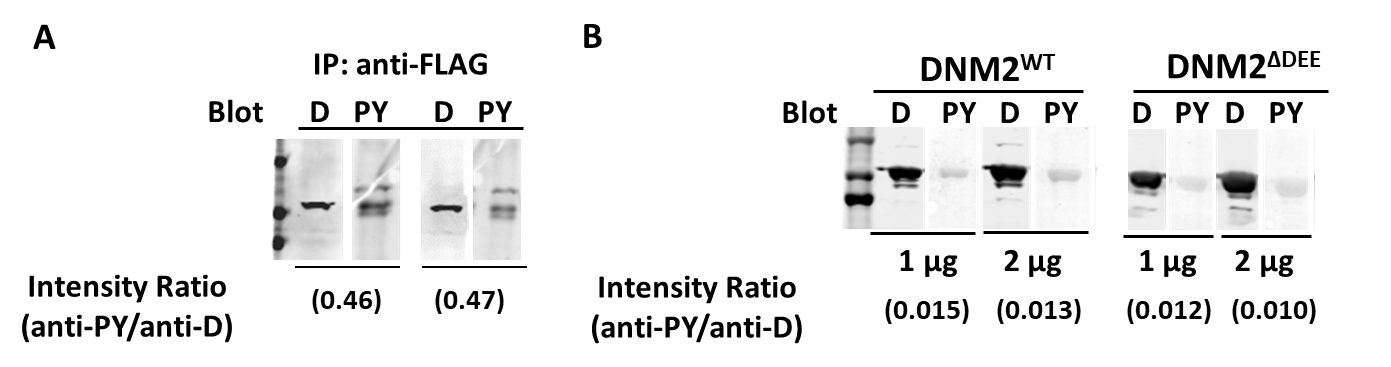 A
IP: anti-FLAG
Blot D PY D PY
Intensity Ratio
(anti-PY/anti-D)
(0.46) (0.47)
B
DNM2ᵂᵀ DNM2ᐞᴰᴱᴱ
Blot D PY D PY D PY D PY
1 µg 2 µg 1 µg 2 µg
Intensity Ratio
(anti-PY/anti-D)
(0.015) (0.013) (0.012) (0.010)